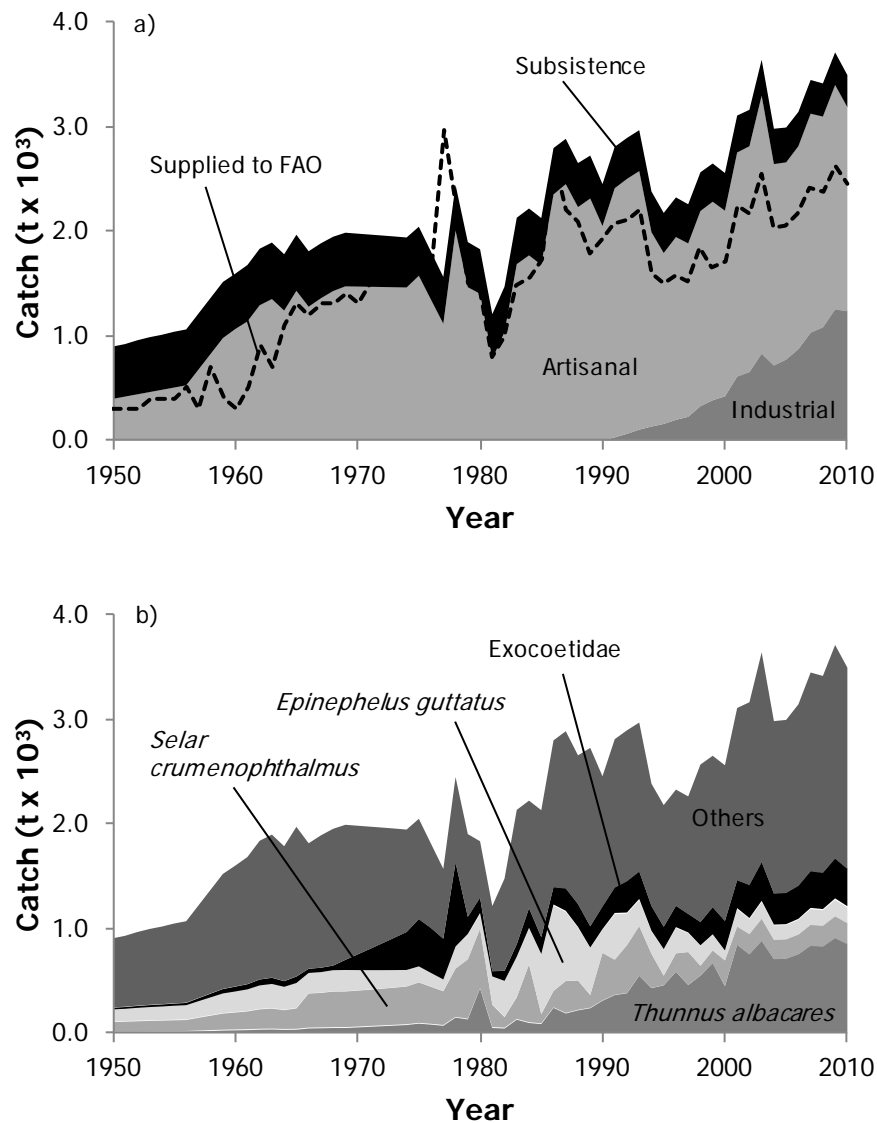 a)
4.0
3.0
2.0
1.0
0.0
Catch (t x 10³)
Subsistence
Supplied to FAO
Artisanal
Industrial
1950 1960 1970 1980 1990 2000 2010
Year
b)
4.0
3.0
2.0
1.0
0.0
Catch (t x 10³)
Exocoetidae
Epinephelus guttatus
Selar
crumenophthalmus
Others
Thunnus albacares
1950 1960 1970 1980 1990 2000 2010
Year